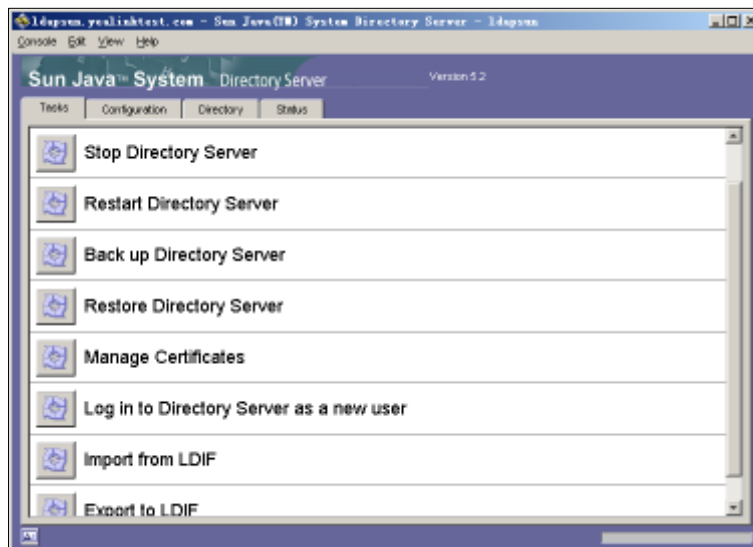 ldapsun.yealinktest.com - Sun Java(TM) System Directory Server - ldapsun
Console Edit View Help
Sun Java™ System Directory Server Version 5.2
Tasks Configuration Directory Status
Stop Directory Server
Restart Directory Server
Back up Directory Server
Restore Directory Server
Manage Certificates
Log in to Directory Server as a new user
Import from LDIF
Export to LDIF